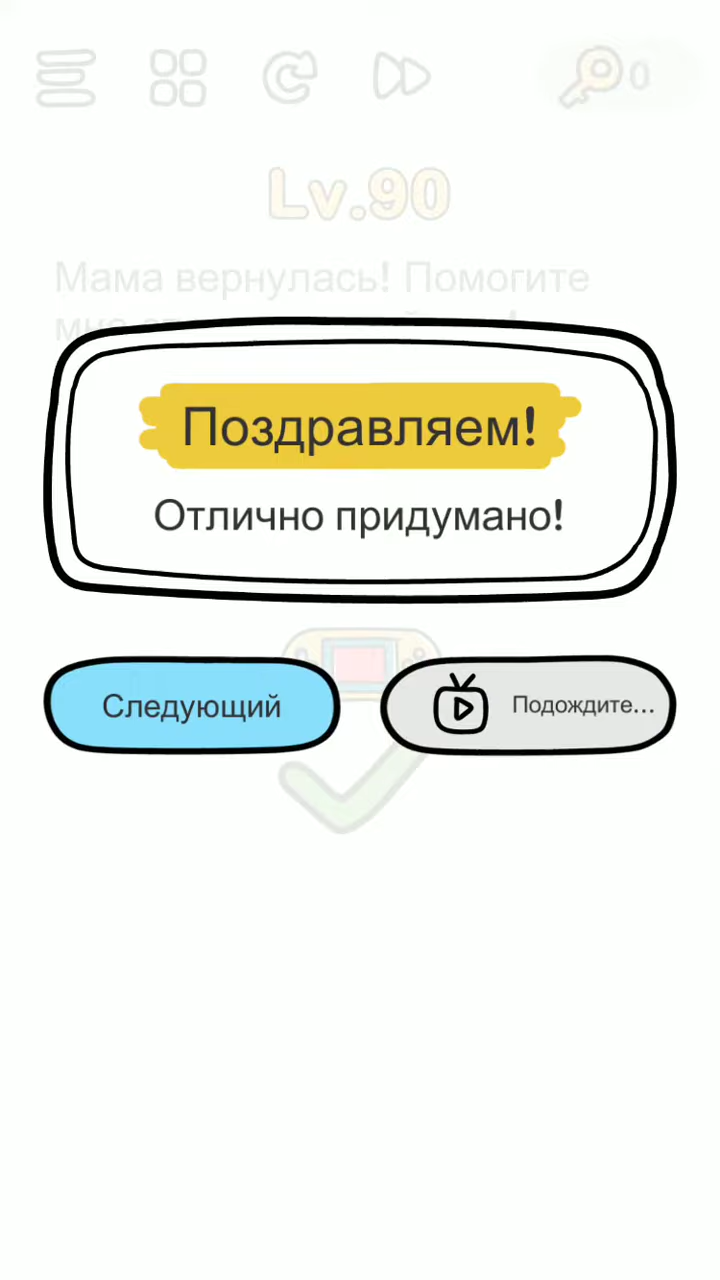 0
Lv.90
Мама вернулась! Помогите
Поздравляем!
Отлично придумано!
Следующий
Подождите...